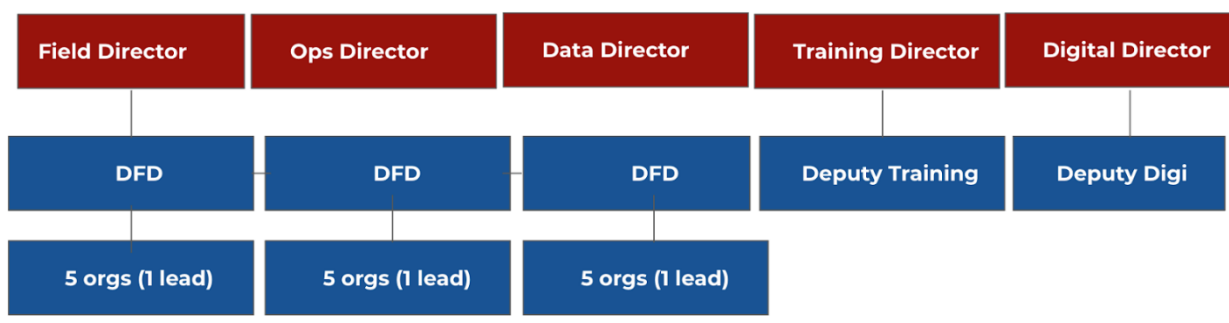 Field Director
Ops Director
Data Director
Training Director
Digital Director
DFD
DFD
DFD
Deputy Training
Deputy Digi
5 orgs (1 lead)
5 orgs (1 lead)
5 orgs (1 lead)